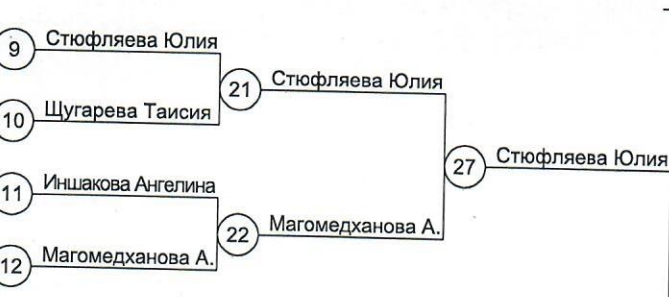 9 Стюфляева Юлия
21 Стюфляева Юлия
10 Щугарева Таисия
27 Стюфляева Юлия
11 Иншакова Ангелина
22 Магомедханова А.
12 Магомедханова А.